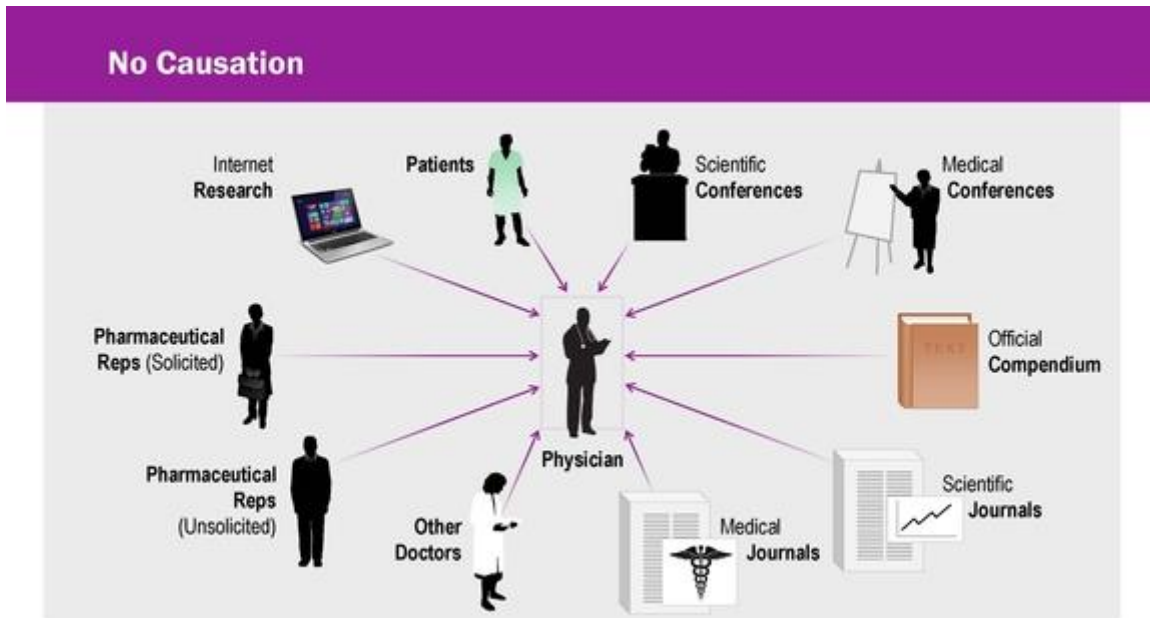 No Causation
Internet
Research
Patients
Scientific
Conferences
Medical
Conferences
Pharmaceutical
Reps (Solicited)
Official
Compendium
TEXT
Physician
Pharmaceutical
Reps
(Unsolicited)
Other
Doctors
Medical
Journals
Scientific
Journals